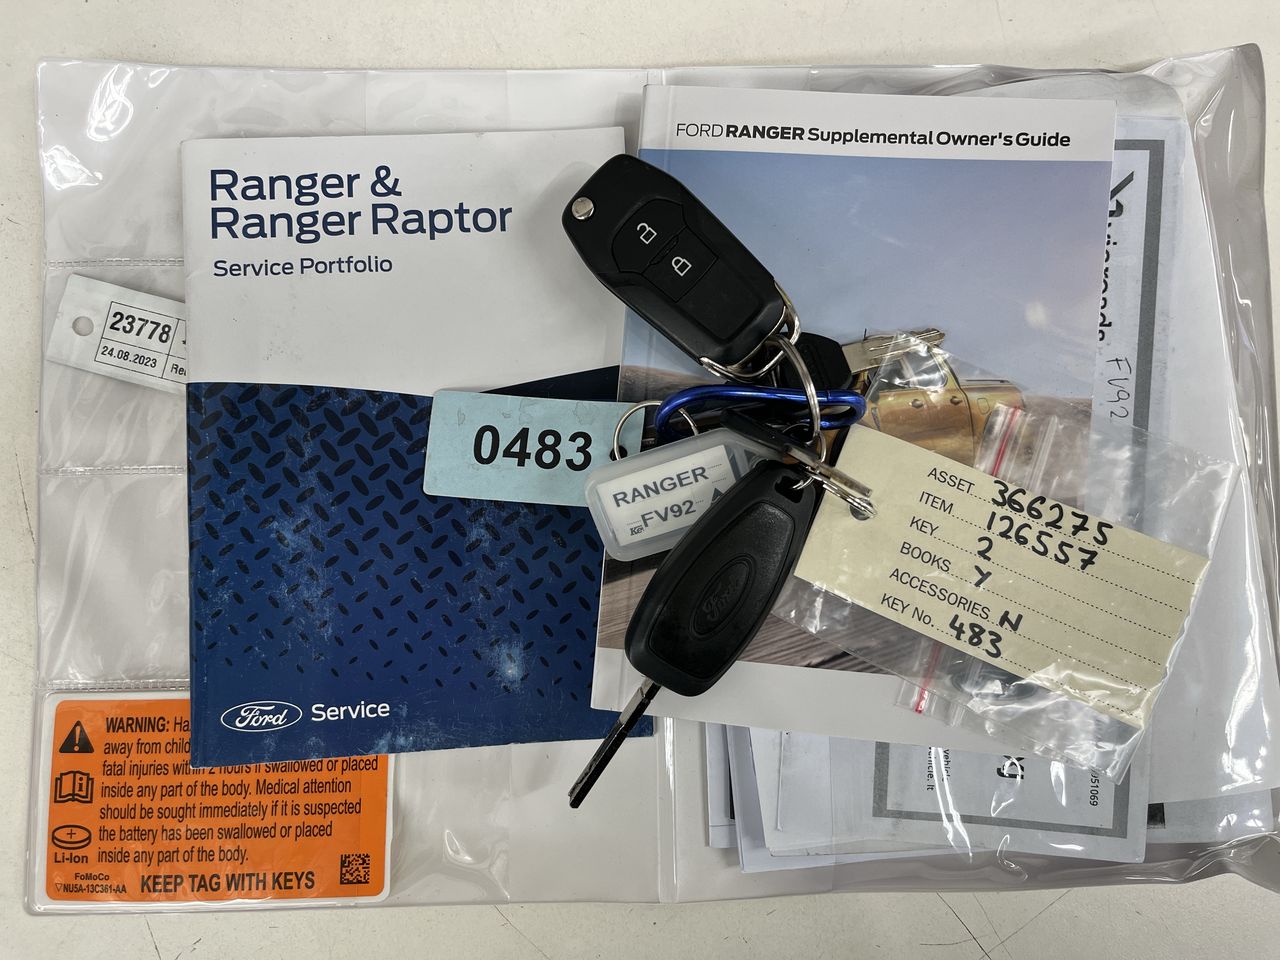 Ranger &
Ranger Raptor
Service Portfolio
Ford Service
FORD RANGER Supplemental Owner's Guide
23778
24.08.2023
0483
RANGER
FV92
Ford
FV92
ASSET 366275
ITEM 126557
KEY 2
BOOKS Y
ACCESSORIES N
KEY No. 483
WARNING:
away from child
fatal injuries within 2 hours if swallowed or placed
inside any part of the body. Medical attention
should be sought immediately if it is suspected
the battery has been swallowed or placed
inside any part of the body.
Li-Ion
FoMoCo
NU5A-13C361-AA
KEEP TAG WITH KEYS